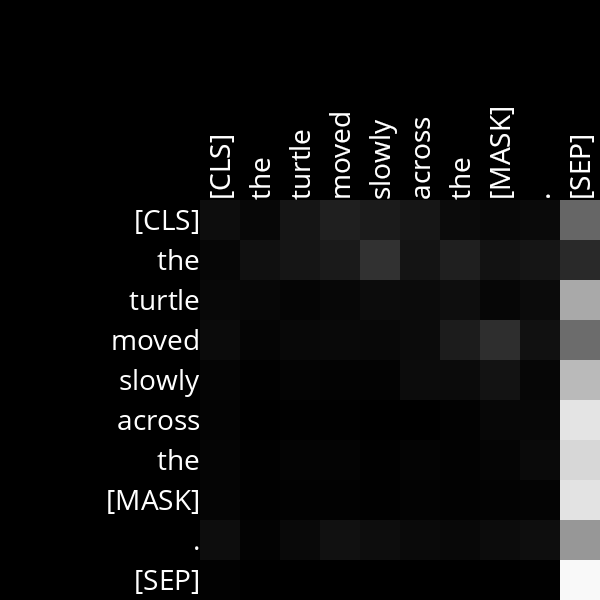 [CLS] the turtle moved slowly across the [MASK] . [SEP]
[CLS]
the
turtle
moved
slowly
across
the
[MASK]
.
[SEP]